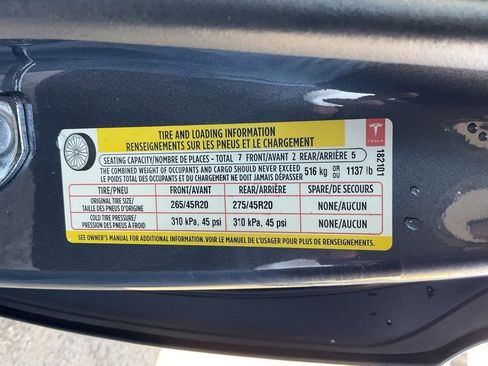 TIRE AND LOADING INFORMATION
RENSEIGNEMENTS SUR LES PNEUS ET LE CHARGEMENT
TESLA
182101
SEATING CAPACITY/NOMBRE DE PLACES - TOTAL 7 FRONT/AVANT 2 REAR/ARRIÈRE 5
THE COMBINED WEIGHT OF OCCUPANTS AND CARGO SHOULD NEVER EXCEED
LE POIDS TOTAL DES OCCUPANTS ET DU CHARGEMENT NE DOIT JAMAIS DÉPASSER
516 kg OR OU 1137 lb
TIRE/PNEU FRONT/AVANT REAR/ARRIÈRE SPARE/DE SECOURS
ORIGINAL TIRE SIZE/
TAILLE DES PNEUS D'ORIGINE 265/45R20 275/45R20 NONE/AUCUN
COLD TIRE PRESSURE/
PRESSION DES PNEUS À FROID 310 kPa, 45 psi 310 kPa, 45 psi NONE/AUCUN
SEE OWNER'S MANUAL FOR ADDITIONAL INFORMATION. VOIR LE MANUEL DE L'USAGER POUR PLUS DE RENSEIGNEMENTS.